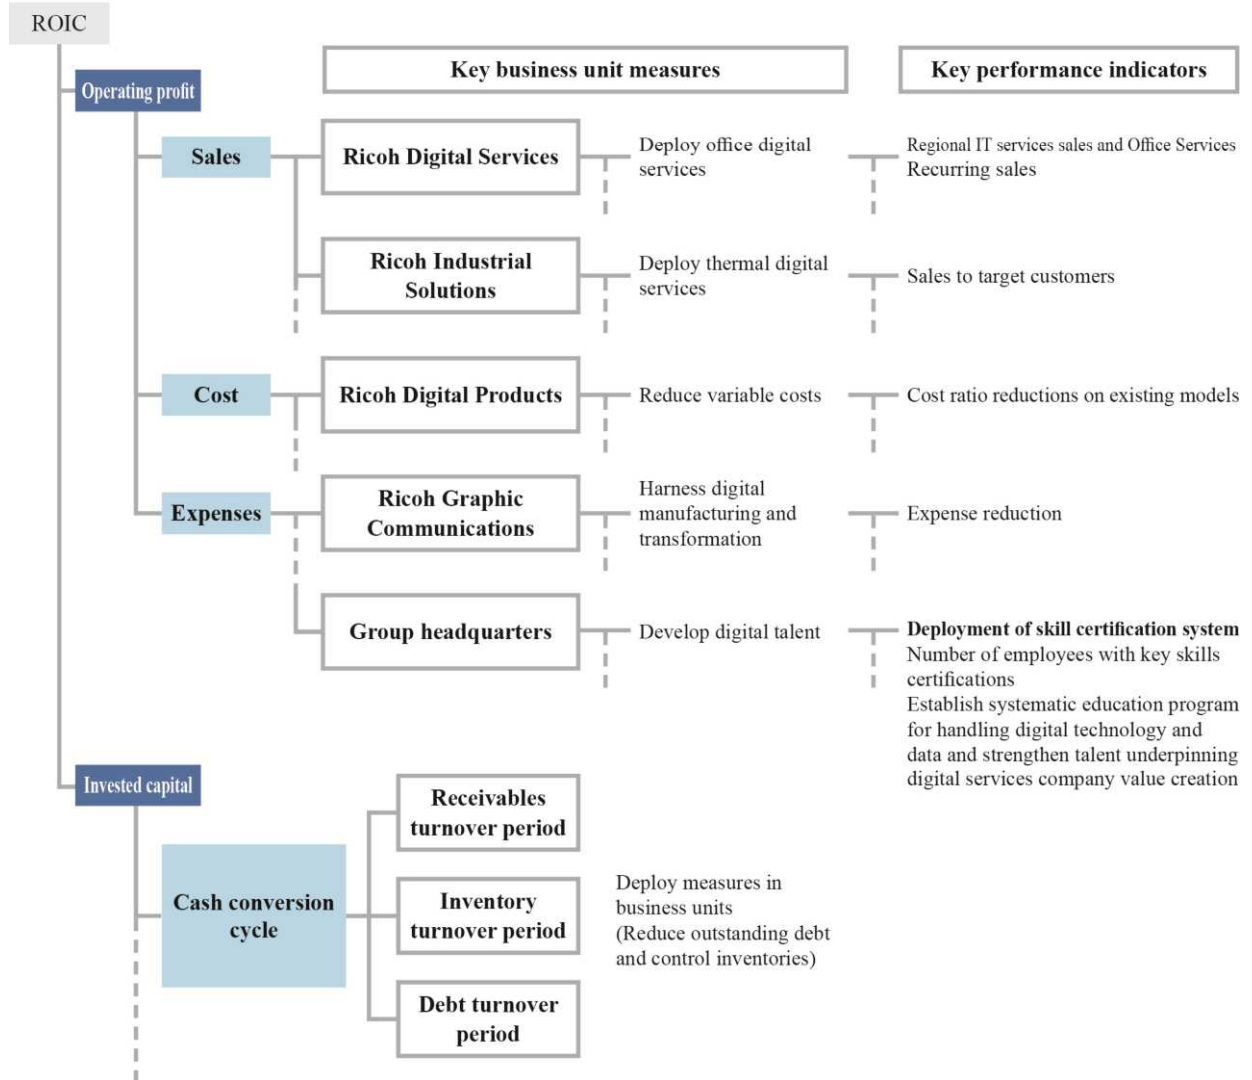 ROIC
Key business unit measures
Key performance indicators
Operating profit
Sales
Ricoh Digital Services
Deploy office digital
services
Regional IT services sales and Office Services
Recurring sales
Ricoh Industrial
Solutions
Deploy thermal digital
services
Sales to target customers
Cost
Ricoh Digital Products
Reduce variable costs
Cost ratio reductions on existing models
Expenses
Ricoh Graphic
Communications
Harness digital
manufacturing and
transformation
Expense reduction
Group headquarters
Develop digital talent
Deployment of skill certification system
Number of employees with key skills
certifications
Establish systematic education program
for handling digital technology and
data and strengthen talent underpinning
digital services company value creation
Invested capital
Cash conversion
cycle
Receivables
turnover period
Inventory
turnover period
Debt turnover
period
Deploy measures in
business units
(Reduce outstanding debt
and control inventories)